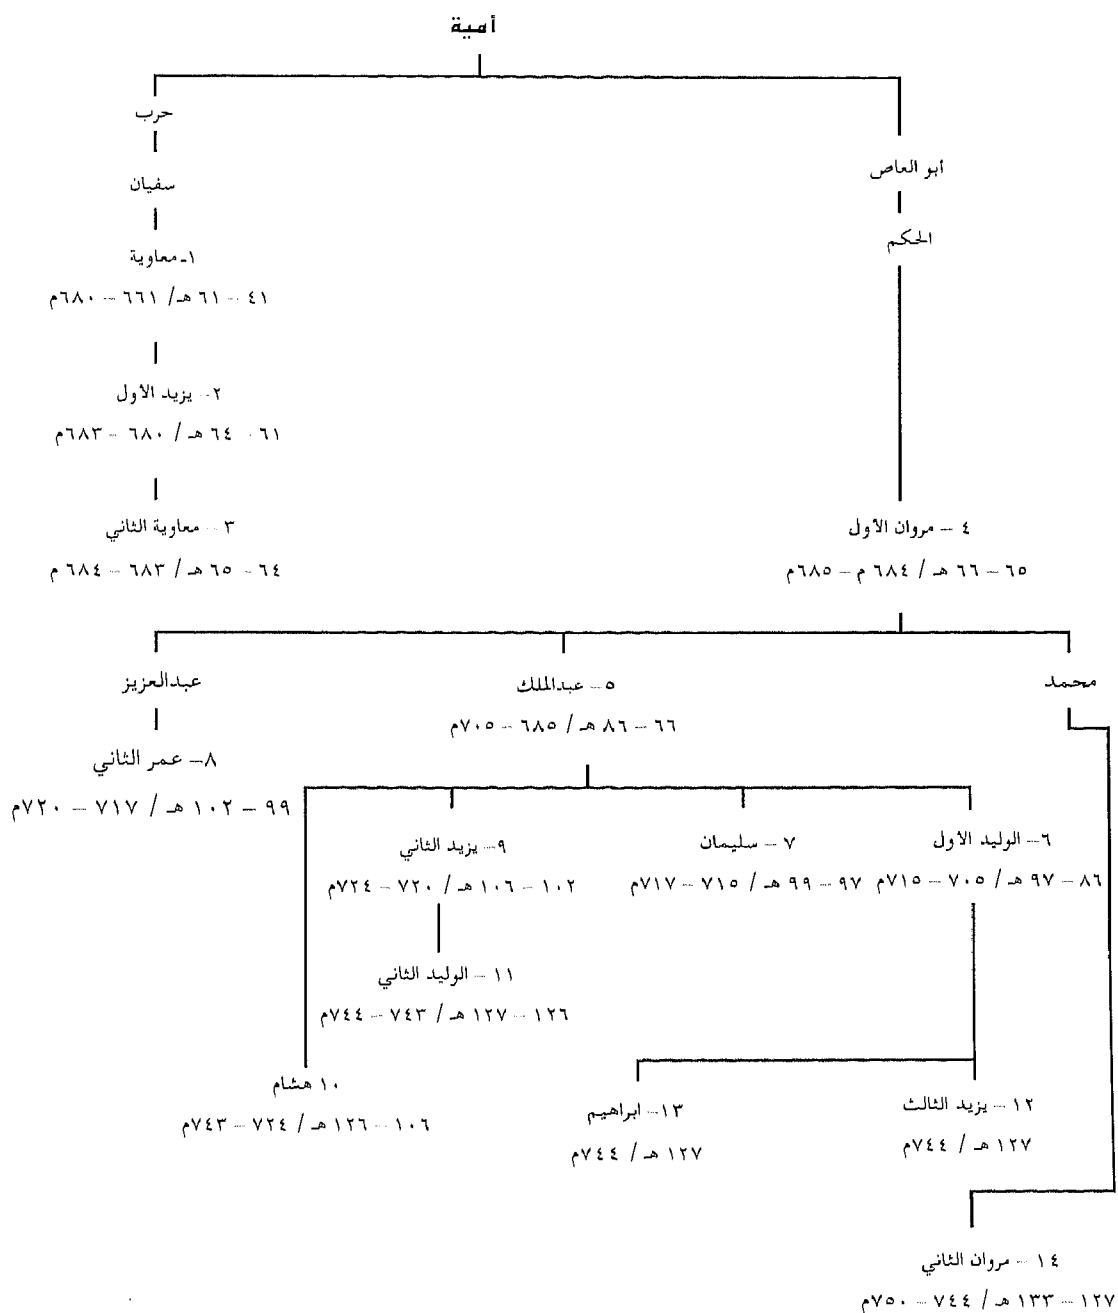 أمية
حرب
سفيان
١ـ معاوية
٤١ – ٦١ هـ / ٦٦١ – ٦٨٠م
٢– يزيد الأول
٦١ – ٦٤ هـ / ٦٨٠ – ٦٨٣م
٣ – معاوية الثاني
٦٤ – ٦٥ هـ / ٦٨٣ – ٦٨٤ م
أبو العاص
الحكم
٤ – مروان الأول
٦٥ – ٦٦ هـ / ٦٨٤ م – ٦٨٥م
محمد
٥– عبدالملك
٦٦ – ٨٦ هـ / ٦٨٥ – ٧٠٥م
عبدالعزيز
٨– عمر الثاني
٩٩ – ١٠٢ هـ / ٧١٧ – ٧٢٠م
٦– الوليد الأول
٨٦ – ٩٧ هـ / ٧٠٥ – ٧١٥م
٧ – سليمان
٩٧ – ٩٩ هـ / ٧١٥ – ٧١٧م
٩– يزيد الثاني
١٠٢ – ١٠٦ هـ / ٧٢٠ – ٧٢٤م
١١ – الوليد الثاني
١٢٦ – ١٢٧ هـ / ٧٤٣ – ٧٤٤م
١٠ هشام
١٠٦ – ١٢٦ هـ / ٧٢٤ – ٧٤٣م
١٢ – يزيد الثالث
١٢٧ هـ / ٧٤٤م
١٣– ابراهيم
١٢٧ هـ / ٧٤٤م
١٤ – مروان الثاني
١٢٧ – ١٣٣ هـ / ٧٤٤ – ٧٥٠م